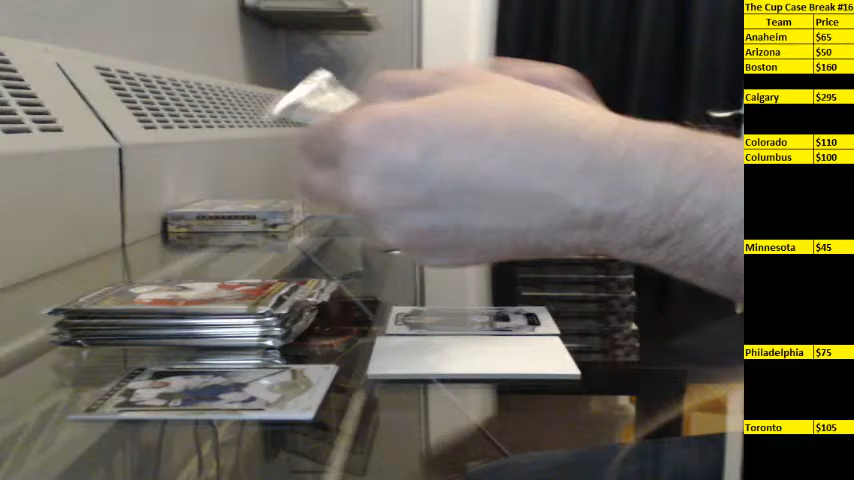 The Cup Case Break #16
Team Price
Anaheim $65
Arizona $50
Boston $160
Calgary $295
Colorado $110
Columbus $100
Minnesota $45
Philadelphia $75
Toronto $105